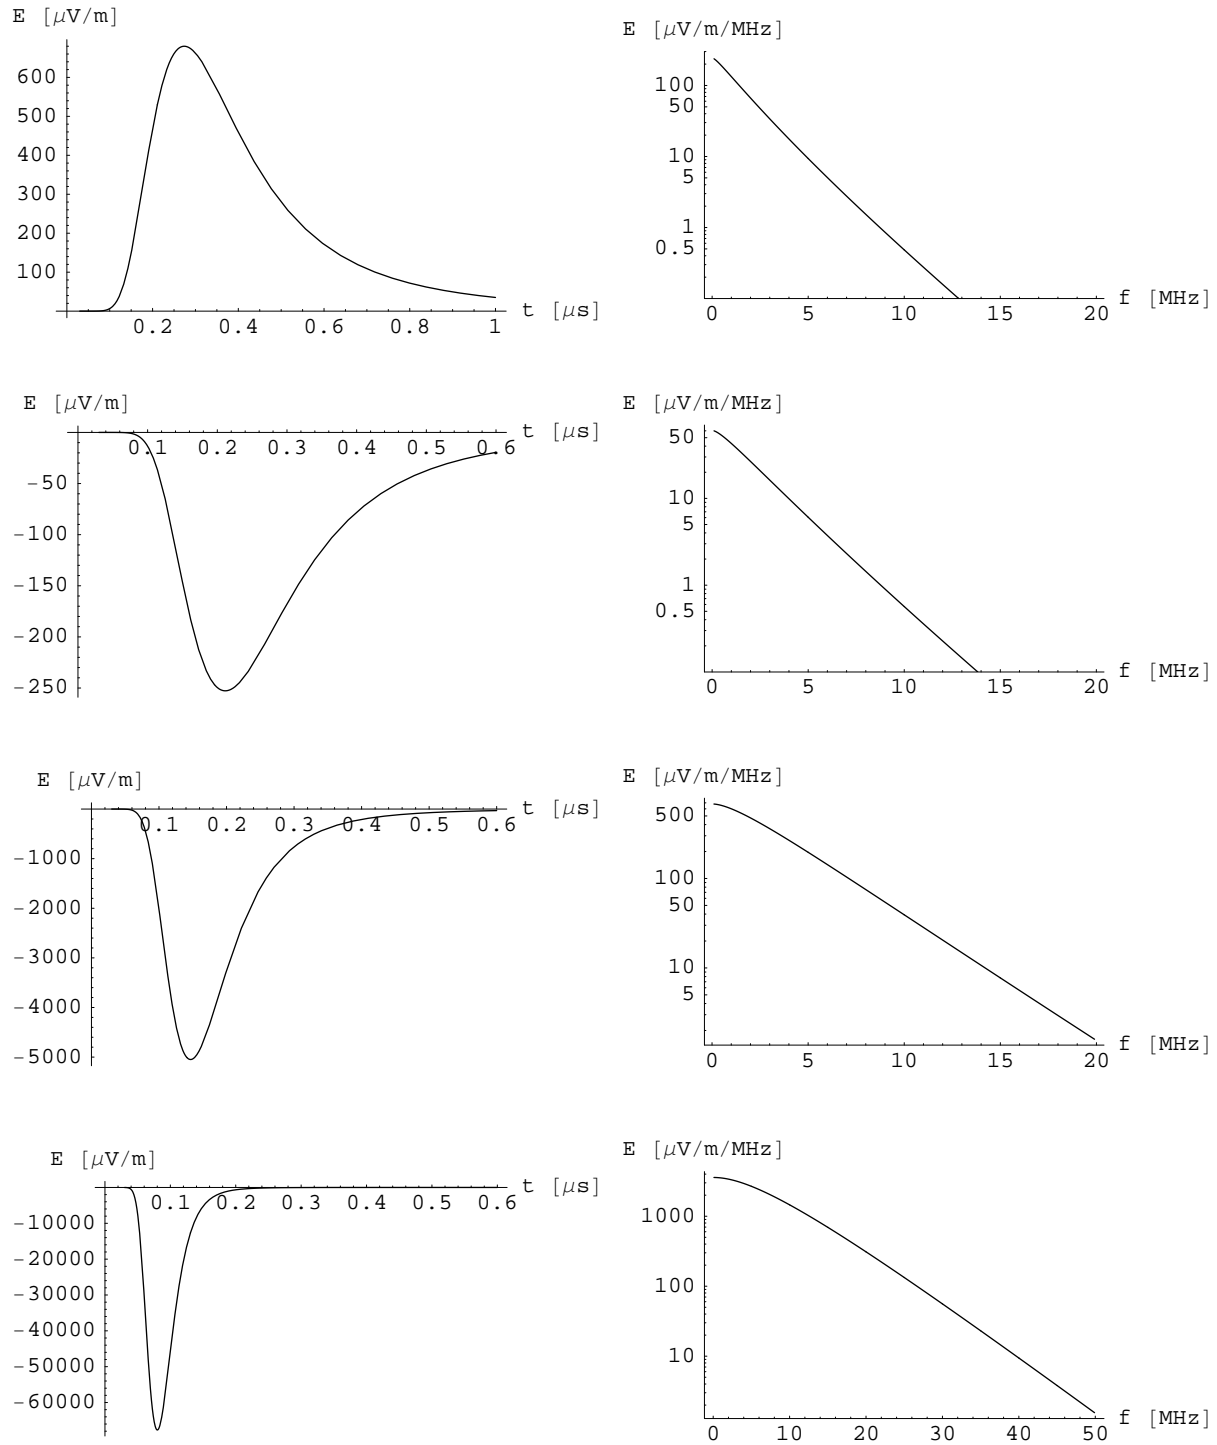 E [μV/m]
600
500
400
300
200
100
0.2 0.4 0.6 0.8 1
t [μs]
E [μV/m/MHz]
100
50
10
5
1
0.5
0 5 10 15 20
f [MHz]
E [μV/m]
0.1 0.2 0.3 0.4 0.5 0.6
t [μs]
−50
−100
−150
−200
−250
E [μV/m/MHz]
50
10
5
1
0.5
0 5 10 15 20
f [MHz]
E [μV/m]
0.1 0.2 0.3 0.4 0.5 0.6
t [μs]
−1000
−2000
−3000
−4000
−5000
E [μV/m/MHz]
500
100
50
10
5
0 5 10 15 20
f [MHz]
E [μV/m]
0.1 0.2 0.3 0.4 0.5 0.6
t [μs]
−10000
−20000
−30000
−40000
−50000
−60000
E [μV/m/MHz]
1000
100
10
0 10 20 30 40 50
f [MHz]